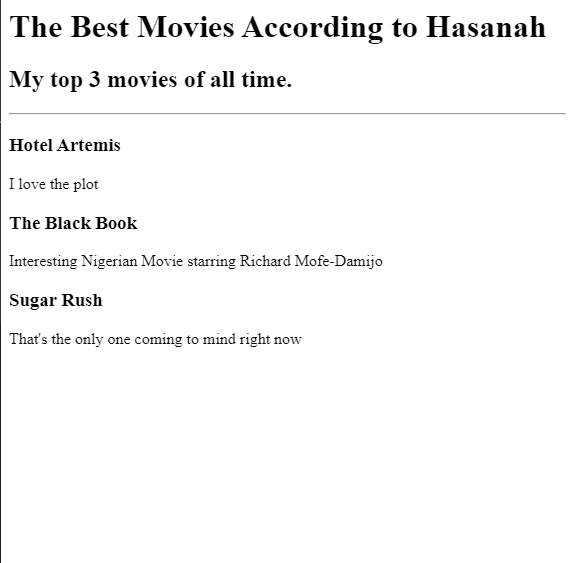 The Best Movies According to Hasanah
My top 3 movies of all time.
Hotel Artemis
I love the plot
The Black Book
Interesting Nigerian Movie starring Richard Mofe-Damijo
Sugar Rush
That's the only one coming to mind right now